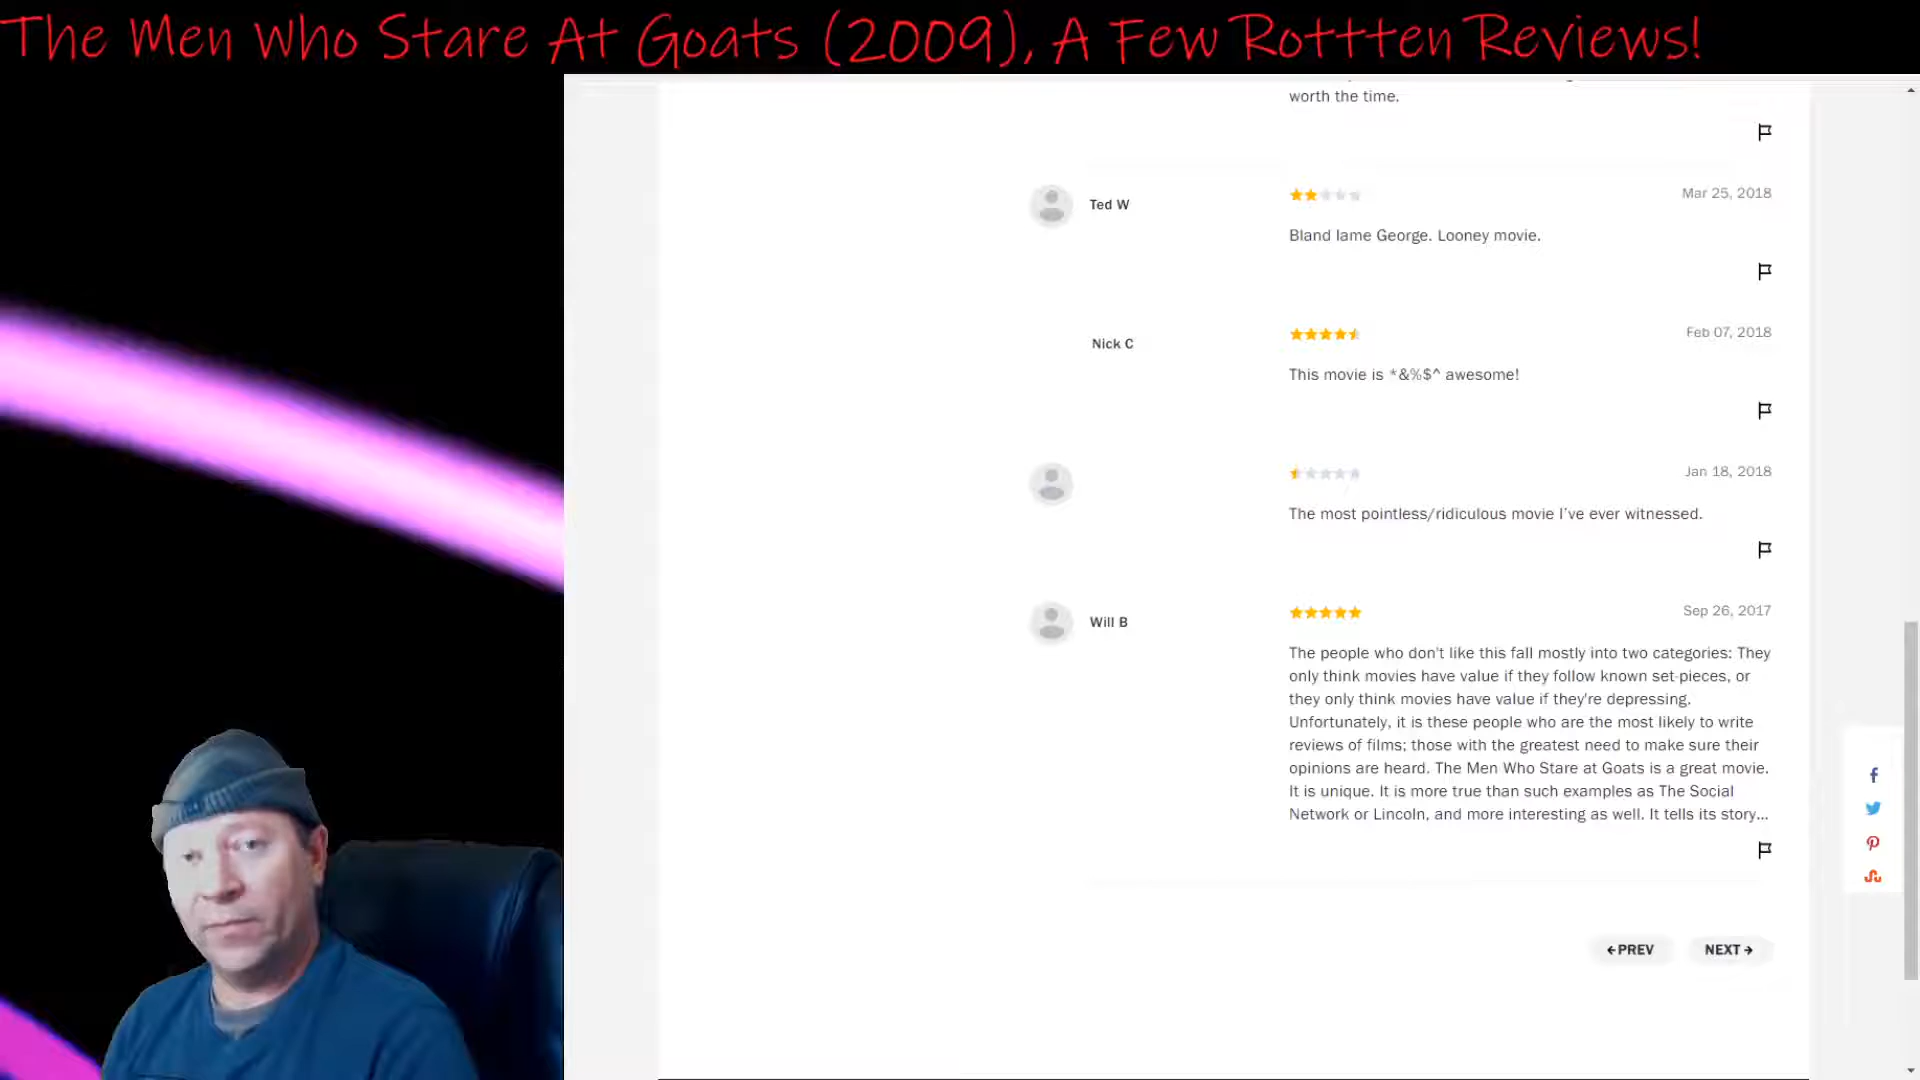 The Men Who Stare At Goats (2009), A Few Rottten Reviews!
worth the time.
Ted W
Mar 25, 2018
Bland lame George. Looney movie.
Nick C
Feb 07, 2018
This movie is *&%$^ awesome!
Jan 18, 2018
The most pointless/ridiculous movie I've ever witnessed.
Will B
Sep 26, 2017
The people who don't like this fall mostly into two categories: They
only think movies have value if they follow known set-pieces, or
they only think movies have value if they're depressing.
Unfortunately, it is these people who are the most likely to write
reviews of films; those with the greatest need to make sure their
opinions are heard. The Men Who Stare at Goats is a great movie.
It is unique. It is more true than such examples as The Social
Network or Lincoln, and more interesting as well. It tells its story...
PREV
NEXT